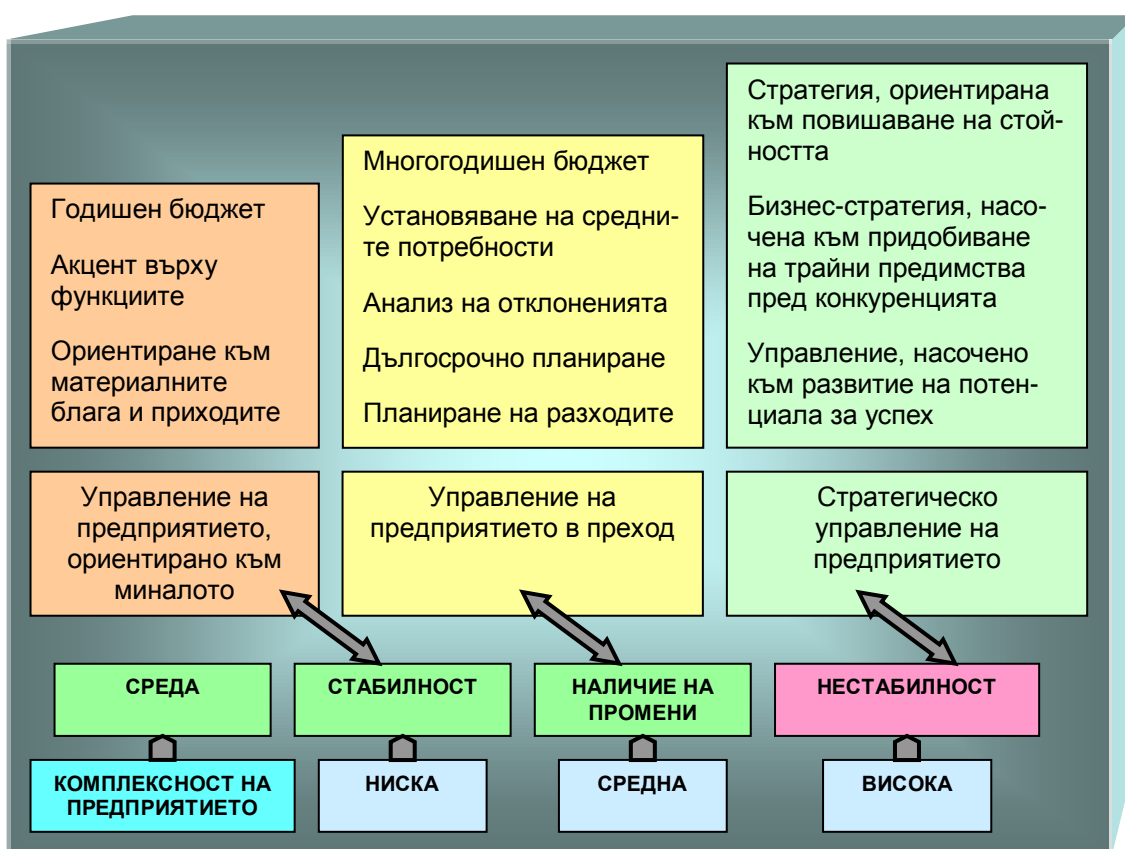 Годишен бюджет
Акцент върху
функциите
Ориентиране към
материалните
блага и приходите
Многогодишен бюджет
Установяване на средни-
те потребности
Анализ на отклоненията
Дългосрочно планиране
Планиране на разходите
Стратегия, ориентирана
към повишаване на стой-
ността
Бизнес-стратегия, насо-
чена към придобиване
на трайни предимства
пред конкуренцията
Управление, насочено
към развитие на потен-
циала за успех
Управление на
предприятието,
ориентирано към
миналото
Управление на
предприятието в преход
Стратегическо
управление на
предприятието
СРЕДА
СТАБИЛНОСТ
НАЛИЧИЕ НА
ПРОМЕНИ
НЕСТАБИЛНОСТ
КОМПЛЕКСНОСТ НА
ПРЕДПРИЯТИЕТО
НИСКА
СРЕДНА
ВИСОКА